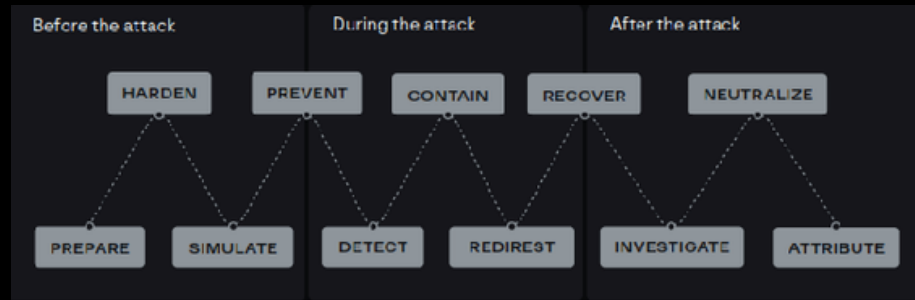 Before the attack
During the attack
After the attack
HARDEN
PREVENT
CONTAIN
RECOVER
NEUTRALIZE
PREPARE
SIMULATE
DETECT
REDIREST
INVESTIGATE
ATTRIBUTE